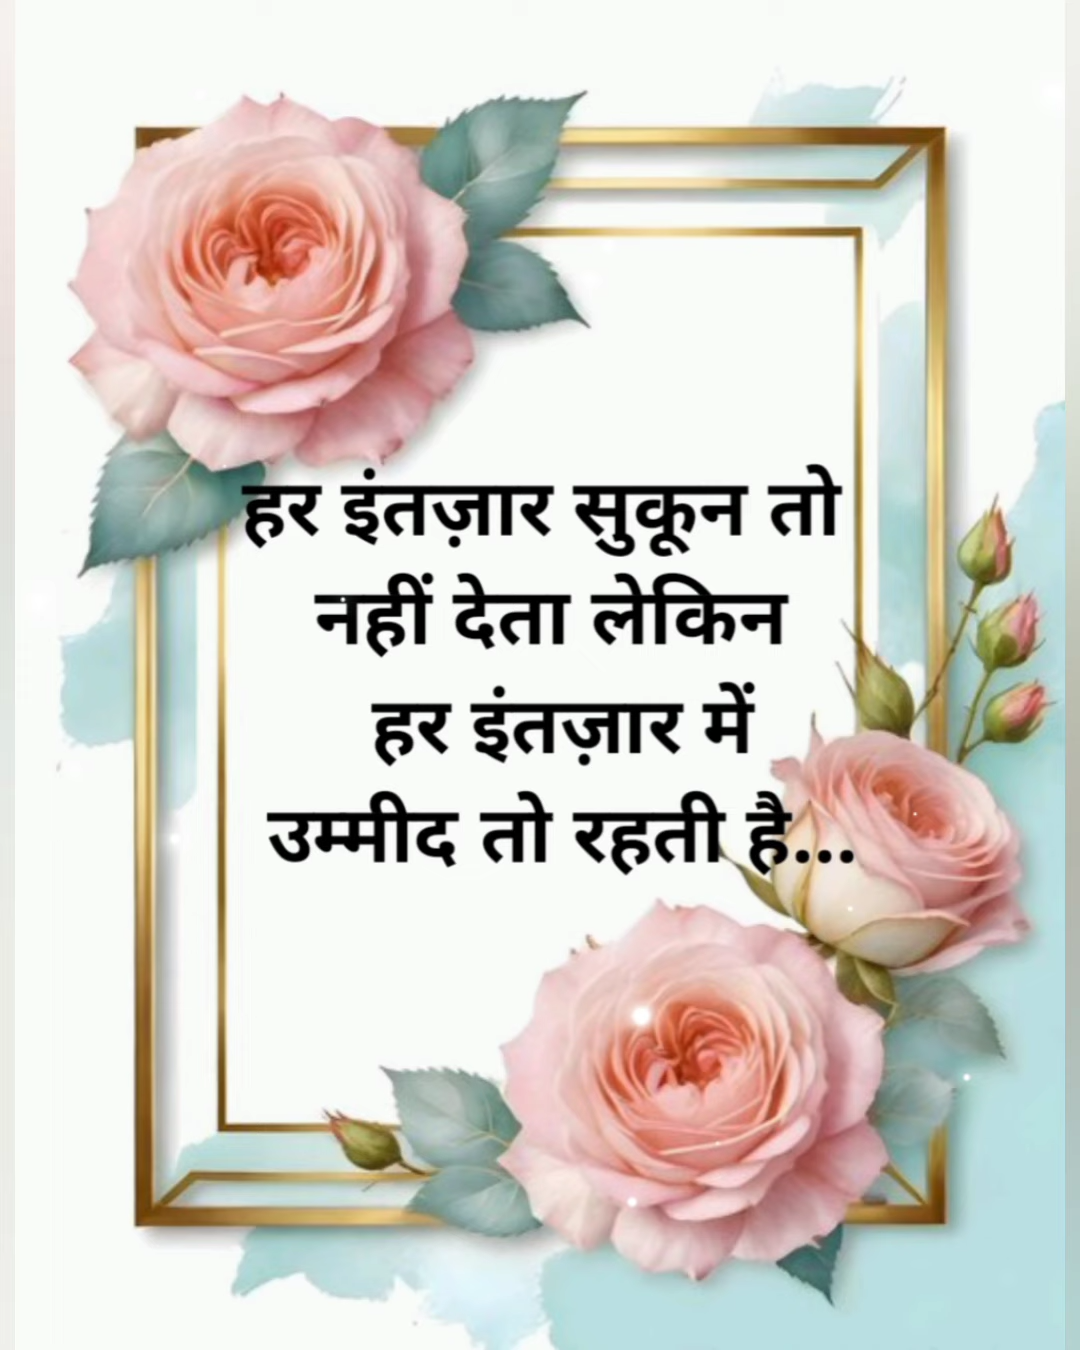 हर इंतज़ार सुकून तो
नहीं देता लेकिन
हर इंतज़ार में
उम्मीद तो रहती है...